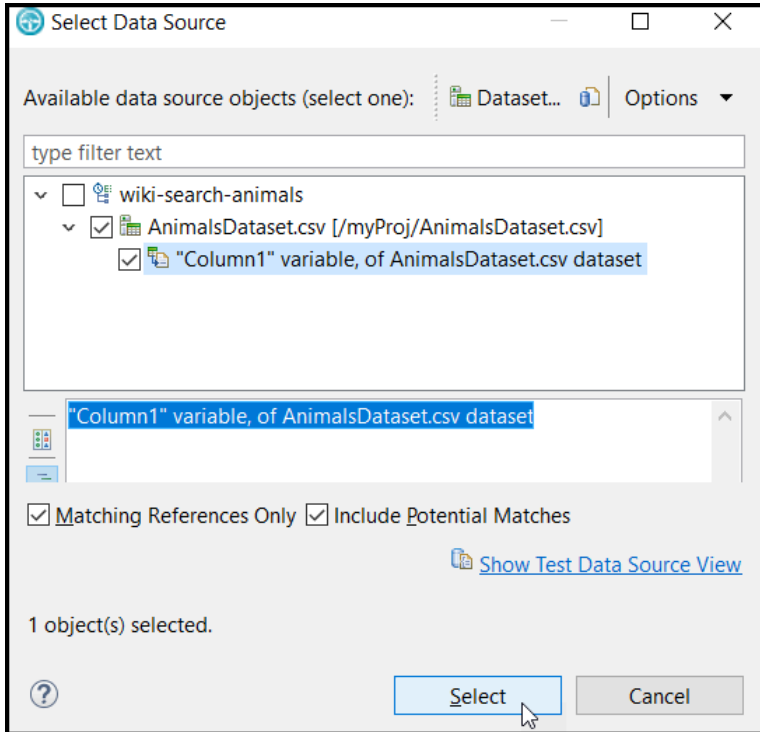 Select Data Source
Available data source objects (select one): Dataset... Options
type filter text
wiki-search-animals
AnimalsDataset.csv [/myProj/AnimalsDataset.csv]
"Column1" variable, of AnimalsDataset.csv dataset
"Column1" variable, of AnimalsDataset.csv dataset
Matching References Only Include Potential Matches
Show Test Data Source View
1 object(s) selected.
? Select Cancel